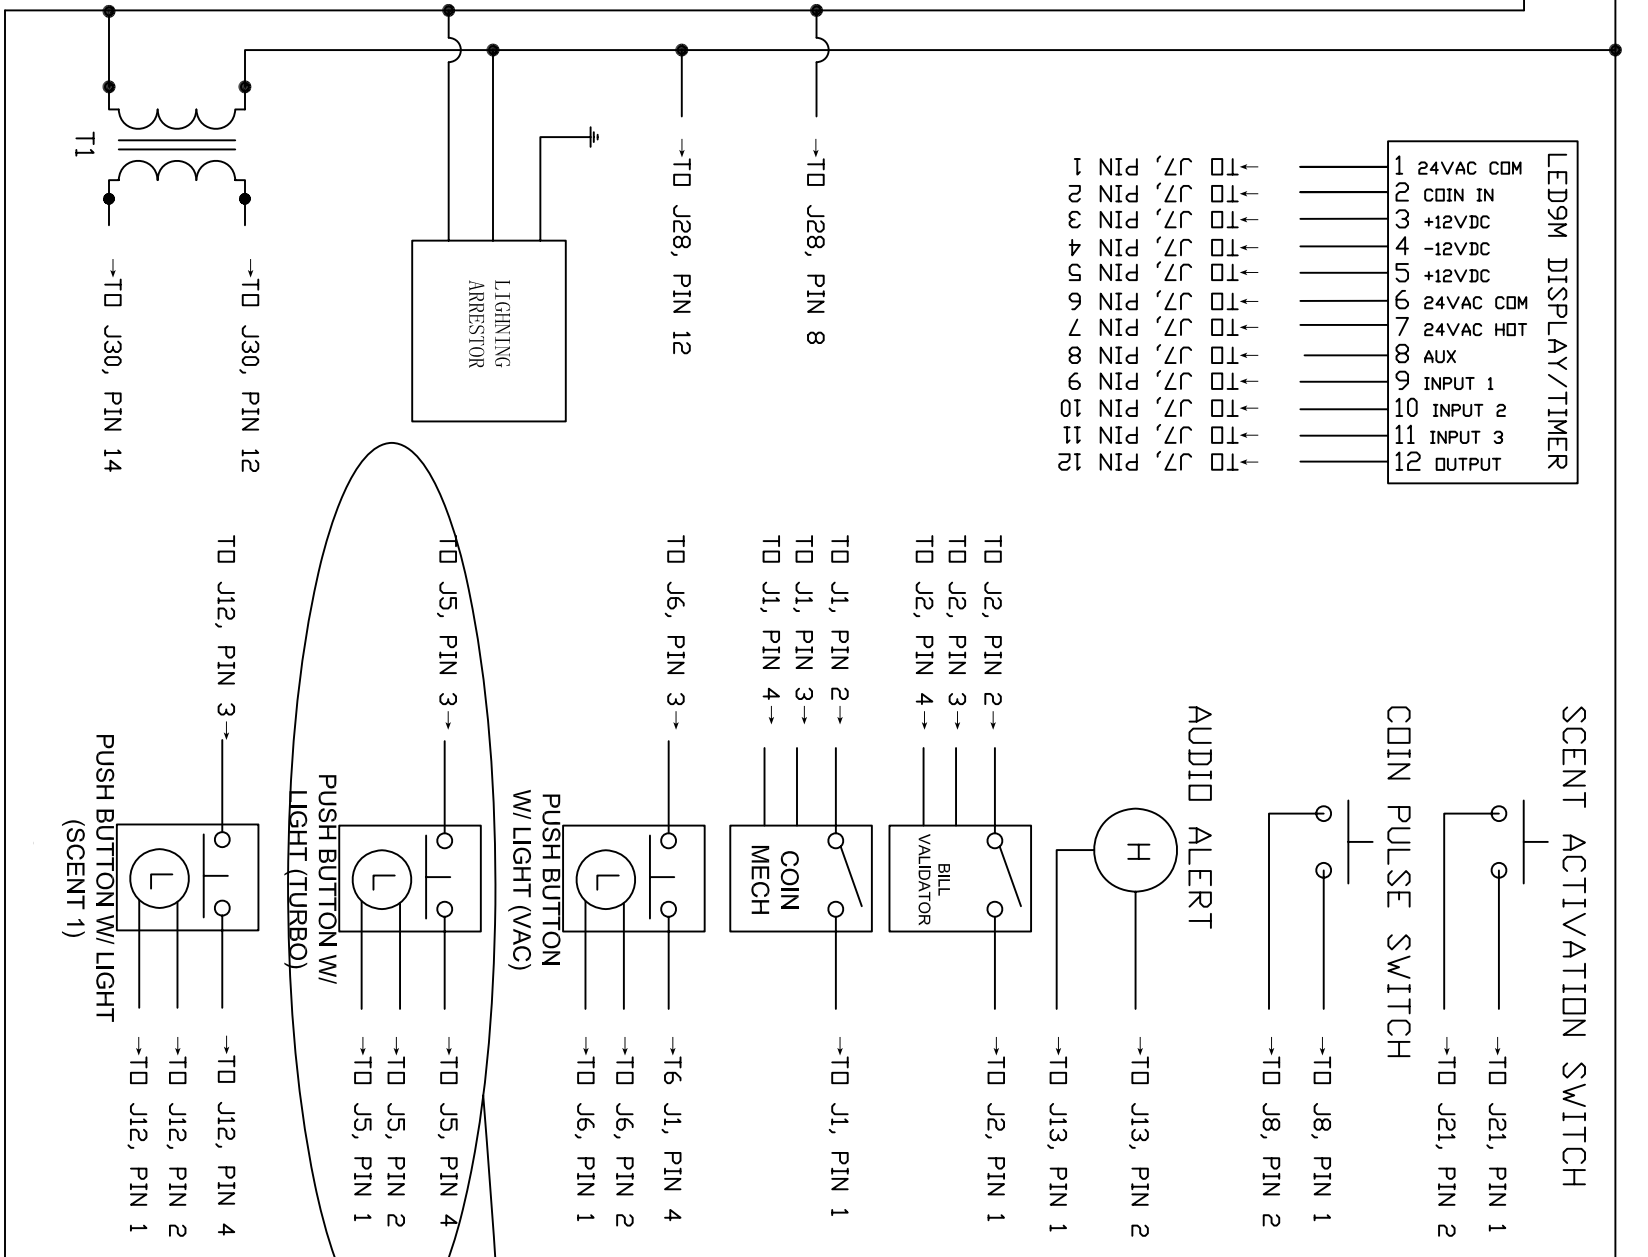 T1
TO J30, PIN 14
TO J30, PIN 12
LIGHNING
ARRESTOR
TO J28, PIN 12
TO J28, PIN 8
LED9M DISPLAY/TIMER
1 24VAC COM
2 COIN IN
3 +12VDC
4 -12VDC
5 +12VDC
6 24VAC COM
7 24VAC HOT
8 AUX
9 INPUT 1
10 INPUT 2
11 INPUT 3
12 OUTPUT
TO J7, PIN 1
TO J7, PIN 2
TO J7, PIN 3
TO J7, PIN 4
TO J7, PIN 5
TO J7, PIN 6
TO J7, PIN 7
TO J7, PIN 8
TO J7, PIN 9
TO J7, PIN 10
TO J7, PIN 11
TO J7, PIN 12
SCENT ACTIVATION SWITCH
TO J21, PIN 1
TO J21, PIN 2
COIN PULSE SWITCH
TO J8, PIN 1
TO J8, PIN 2
AUDIO ALERT
H
TO J13, PIN 2
TO J13, PIN 1
TO J2, PIN 2
TO J2, PIN 3
TO J2, PIN 4
BILL
VALIDATOR
TO J2, PIN 1
TO J1, PIN 2
TO J1, PIN 3
TO J1, PIN 4
COIN
MECH
TO J1, PIN 1
TO J6, PIN 3
L
PUSH BUTTON
W/ LIGHT (VAC)
T6 J1, PIN 4
TO J6, PIN 2
TO J6, PIN 1
TO J5, PIN 3
L
PUSH BUTTON W/
LIGHT (TURBO)
TO J5, PIN 4
TO J5, PIN 2
TO J5, PIN 1
TO J12, PIN 3
L
PUSH BUTTON W/ LIGHT
(SCENT 1)
TO J12, PIN 4
TO J12, PIN 2
TO J12, PIN 1